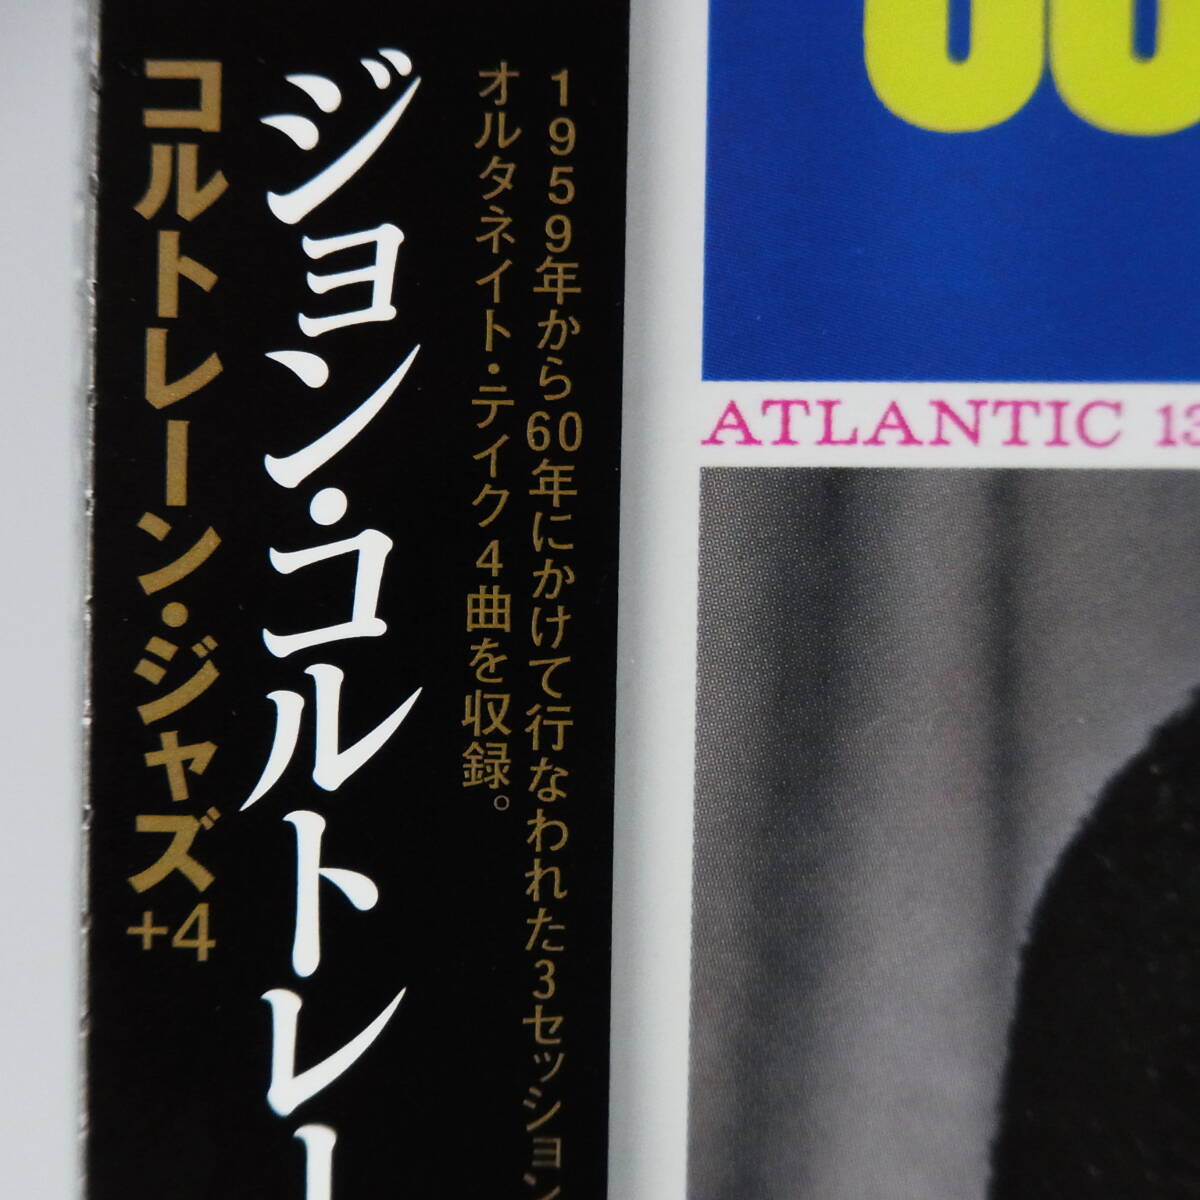 1959年から60年にかけて行なわれた3セッション
オルタネイト・テイク4曲を収録。
ジョン・コルトレー
コルトレーン・ジャズ+4
ATLANTIC 13